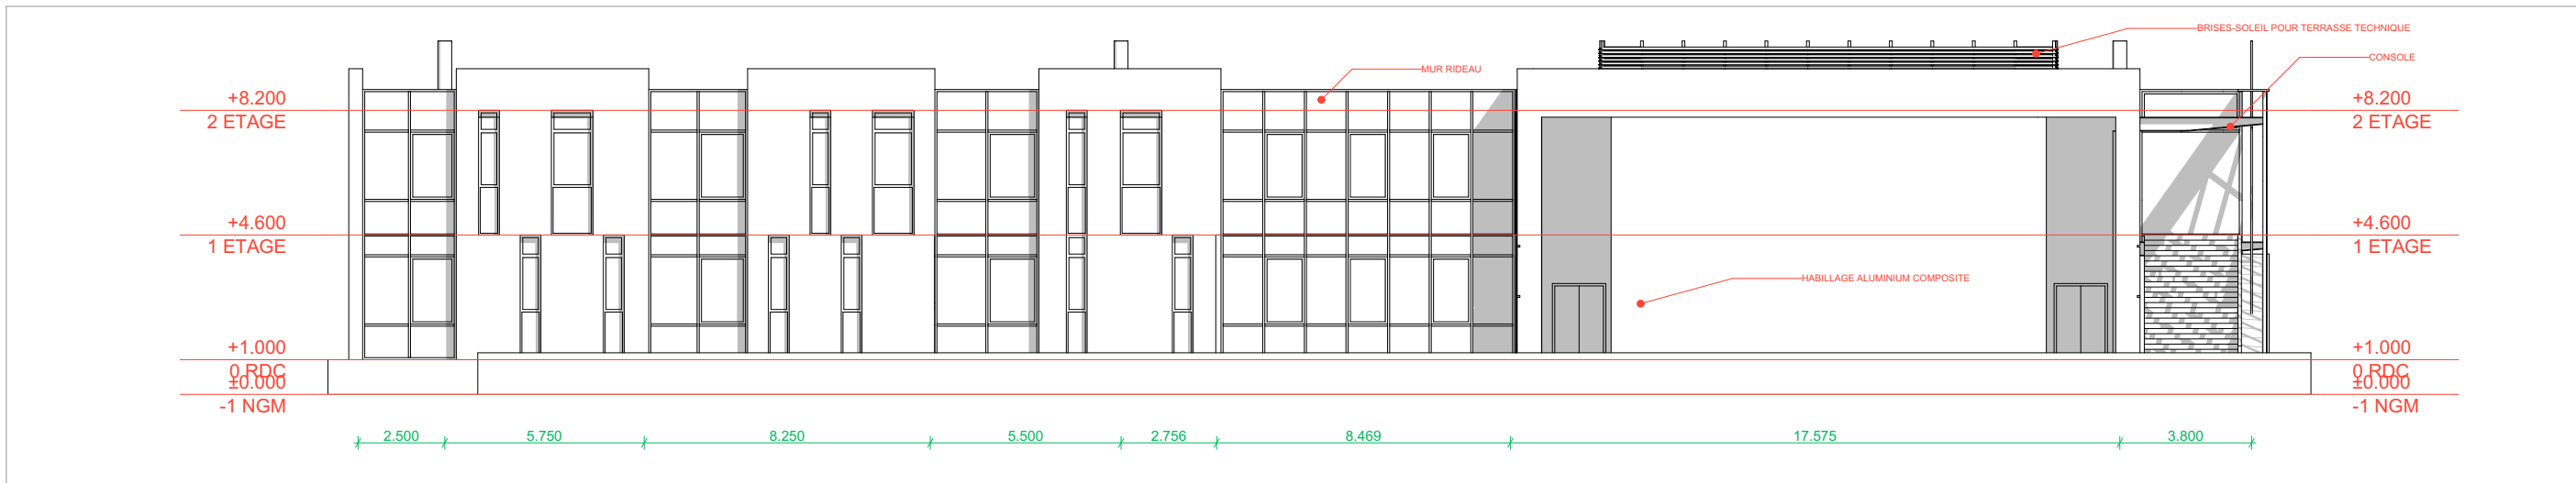 BRISES-SOLEIL POUR TERRASSE TECHNIQUE
MUR RIDEAU
CONSOLE
+8.200
2 ETAGE
+8.200
2 ETAGE
+4.600
1 ETAGE
+4.600
1 ETAGE
HABILLAGE ALUMINIUM COMPOSITE
+1.000
0 RDC
±0.000
-1 NGM
+1.000
0 RDC
±0.000
-1 NGM
2.500 5.750 8.250 5.500 2.756 8.469 17.575 3.800